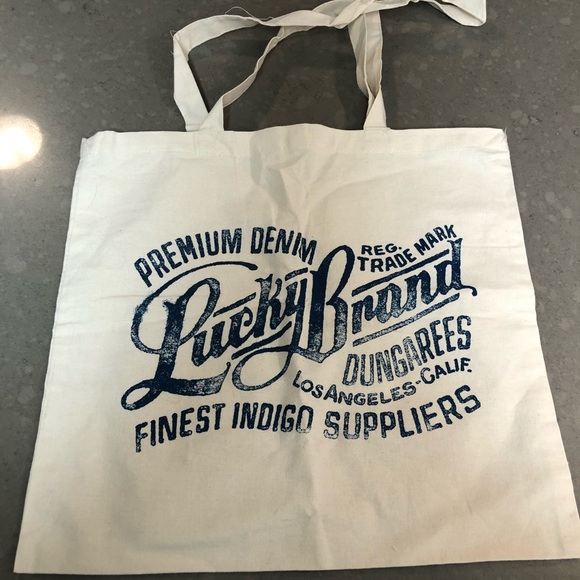 PREMIUM DENIM
REG.
TRADE MARK
Lucky Brand
DUNGAREES
LOS ANGELES-CALIF.
FINEST INDIGO SUPPLIERS